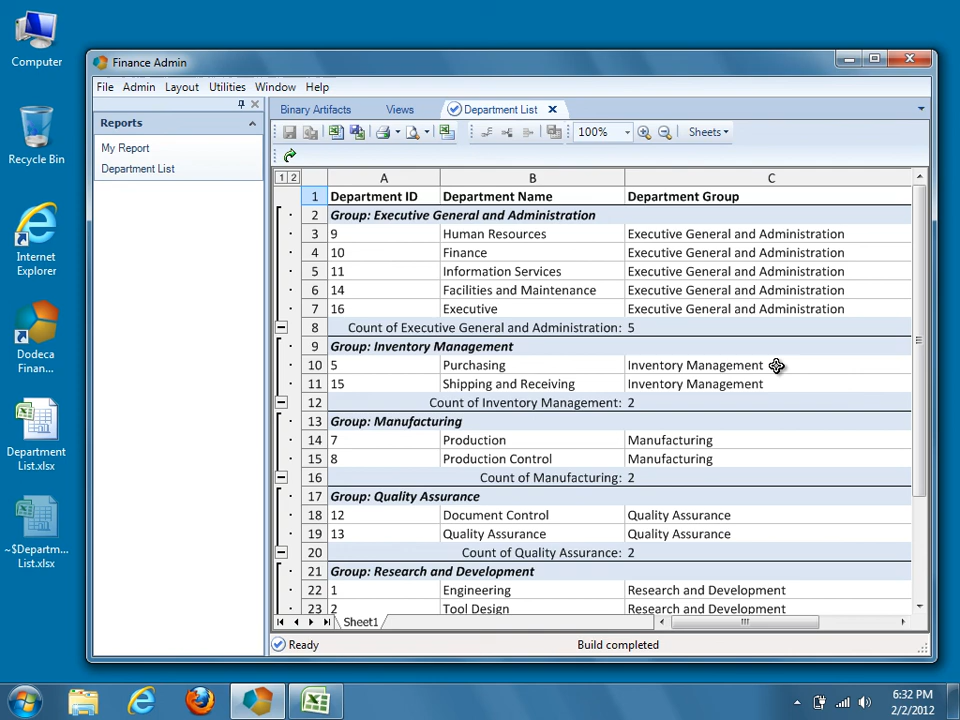 Computer
Recycle Bin
Internet
Explorer
Dodeca
Finan...
Department
List.xlsx
~$Departm...
List.xlsx
Finance Admin
File Admin Layout Utilities Window Help
Reports
My Report
Department List
Binary Artifacts Views Department List
100% Sheets
1 2
A B C
1 Department ID Department Name Department Group
2 Group: Executive General and Administration
3 9 Human Resources Executive General and Administration
4 10 Finance Executive General and Administration
5 11 Information Services Executive General and Administration
6 14 Facilities and Maintenance Executive General and Administration
7 16 Executive Executive General and Administration
8 Count of Executive General and Administration: 5
9 Group: Inventory Management
10 5 Purchasing Inventory Management
11 15 Shipping and Receiving Inventory Management
12 Count of Inventory Management: 2
13 Group: Manufacturing
14 7 Production Manufacturing
15 8 Production Control Manufacturing
16 Count of Manufacturing: 2
17 Group: Quality Assurance
18 12 Document Control Quality Assurance
19 13 Quality Assurance Quality Assurance
20 Count of Quality Assurance: 2
21 Group: Research and Development
22 1 Engineering Research and Development
23 2 Tool Design Research and Development
Sheet1
Ready Build completed
6:32 PM
2/2/2012